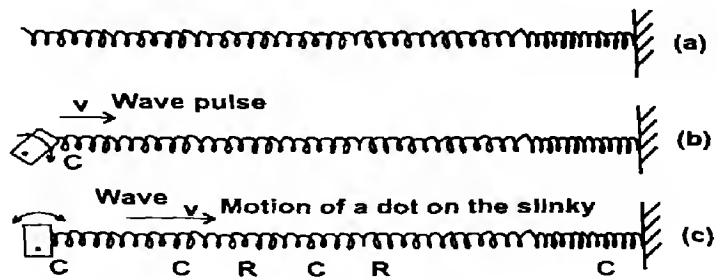 (a)
v Wave pulse
(b)
C
Wave v Motion of a dot on the slinky
(c)
C C R C R C